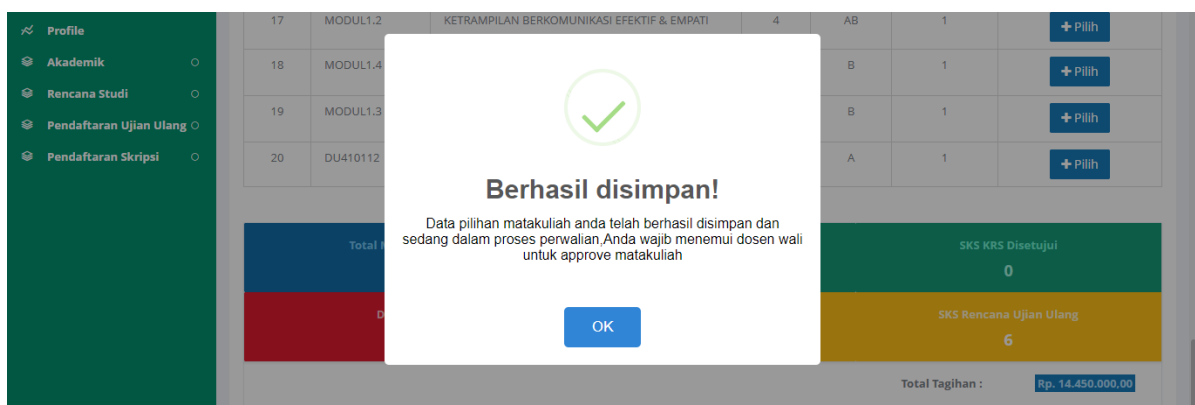 Profile
Akademik
Rencana Studi
Pendaftaran Ujian Ulang
Pendaftaran Skripsi
17 MODUL1.2 KETRAMPILAN BERKOMUNIKASI EFEKTIF & EMPATI 4 AB 1 + Pilih
18 MODUL1.4 B 1 + Pilih
19 MODUL1.3 B 1 + Pilih
20 DU410112 A 1 + Pilih
Berhasil disimpan!
Data pilihan matakuliah anda telah berhasil disimpan dan
sedang dalam proses perwalian,Anda wajib menemui dosen wali
untuk approve matakuliah
OK
Total
SKS KRS Disetujui
0
SKS Rencana Ujian Ulang
6
Total Tagihan : Rp. 14.450.000,00